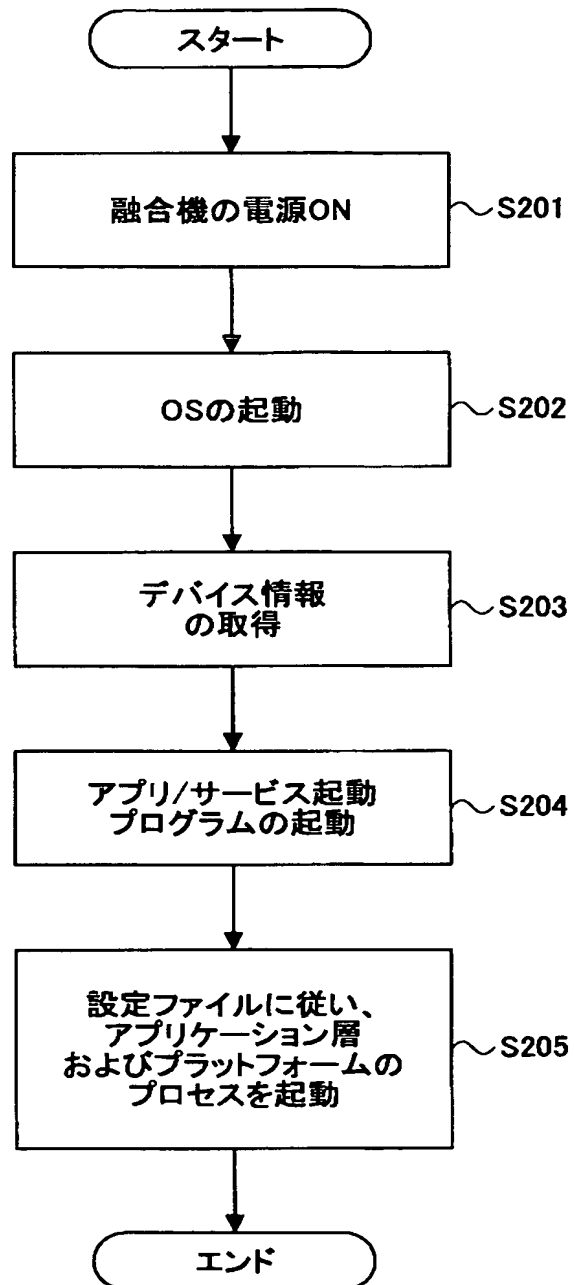 スタート
融合機の電源ON
S201
OSの起動
S202
デバイス情報
の取得
S203
アプリ/サービス起動
プログラムの起動
S204
設定ファイルに従い、
アプリケーション層
およびプラットフォームの
プロセスを起動
S205
エンド